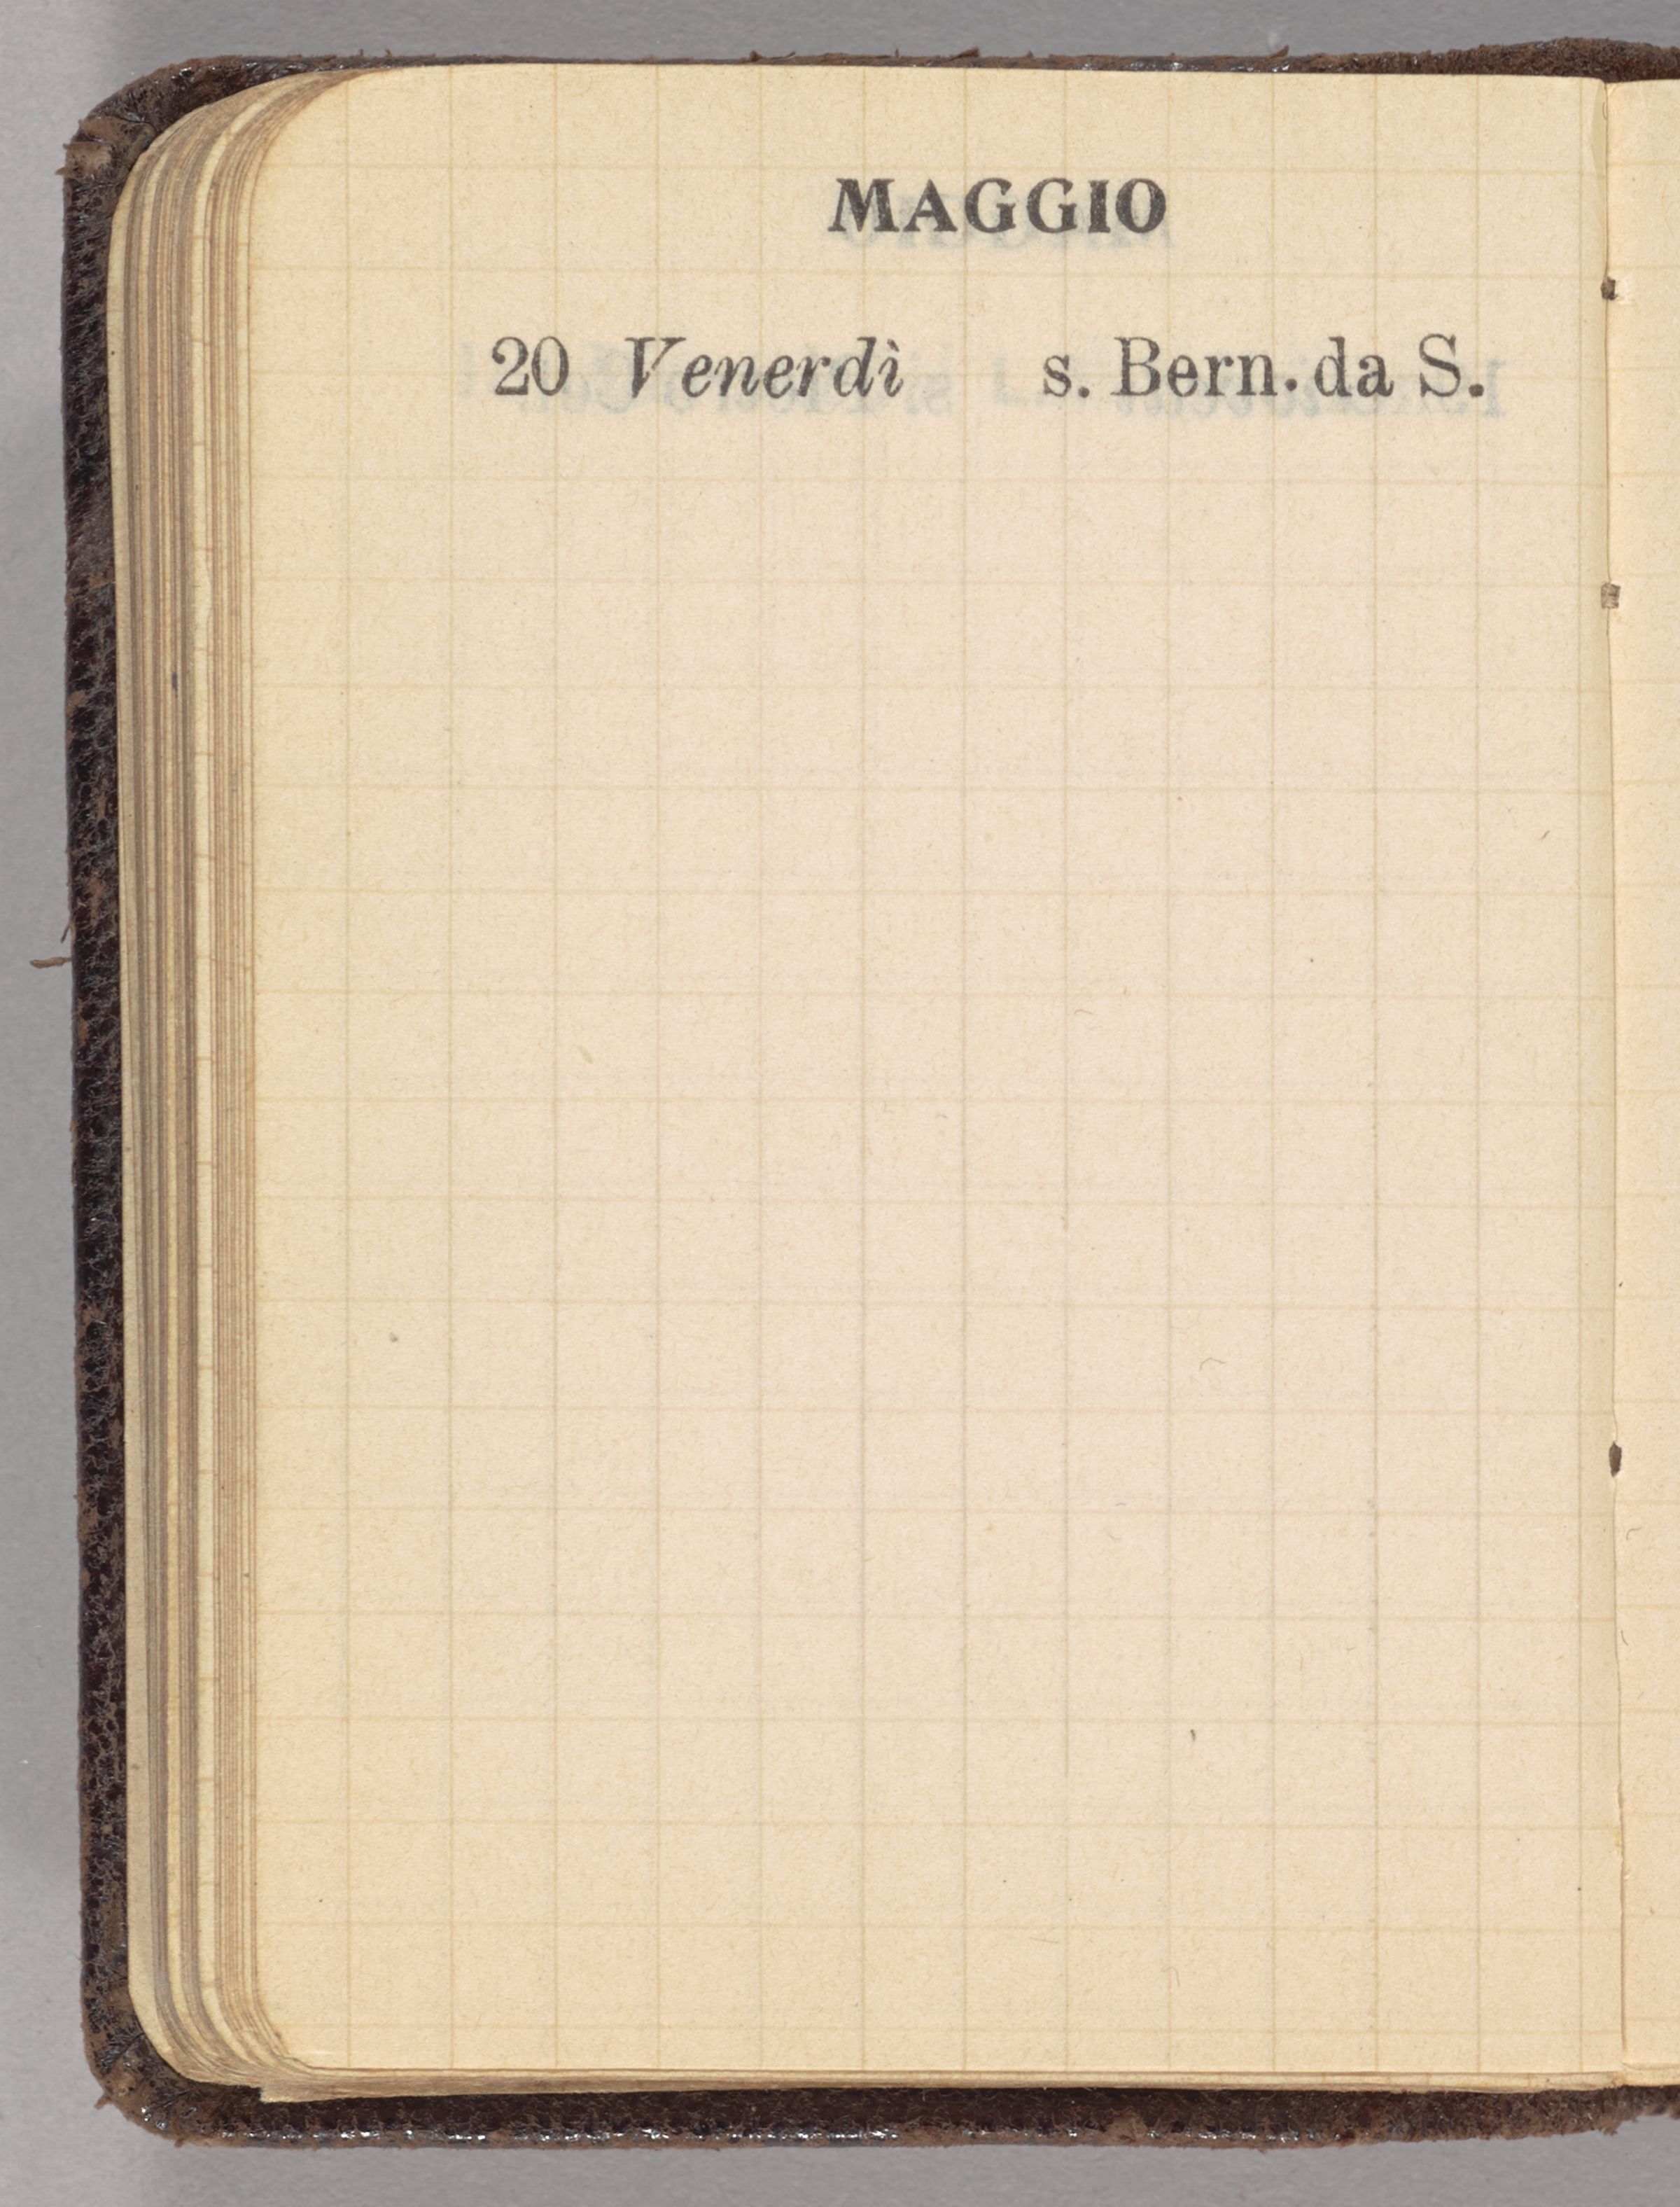 MAGGIO
20 Venerdì s. Bern. da S.